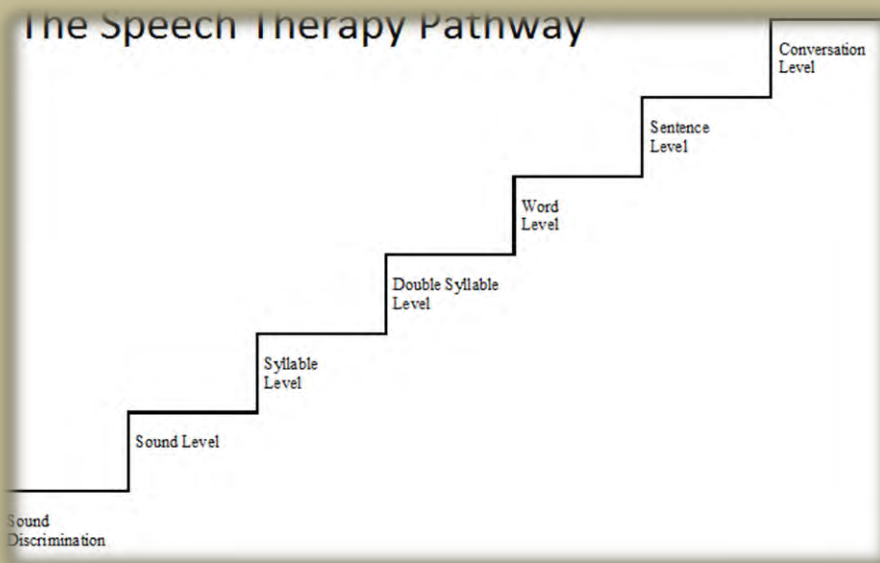 The Speech Therapy Pathway
Conversation
Level
Sentence
Level
Word
Level
Double Syllable
Level
Syllable
Level
Sound Level
Sound
Discrimination